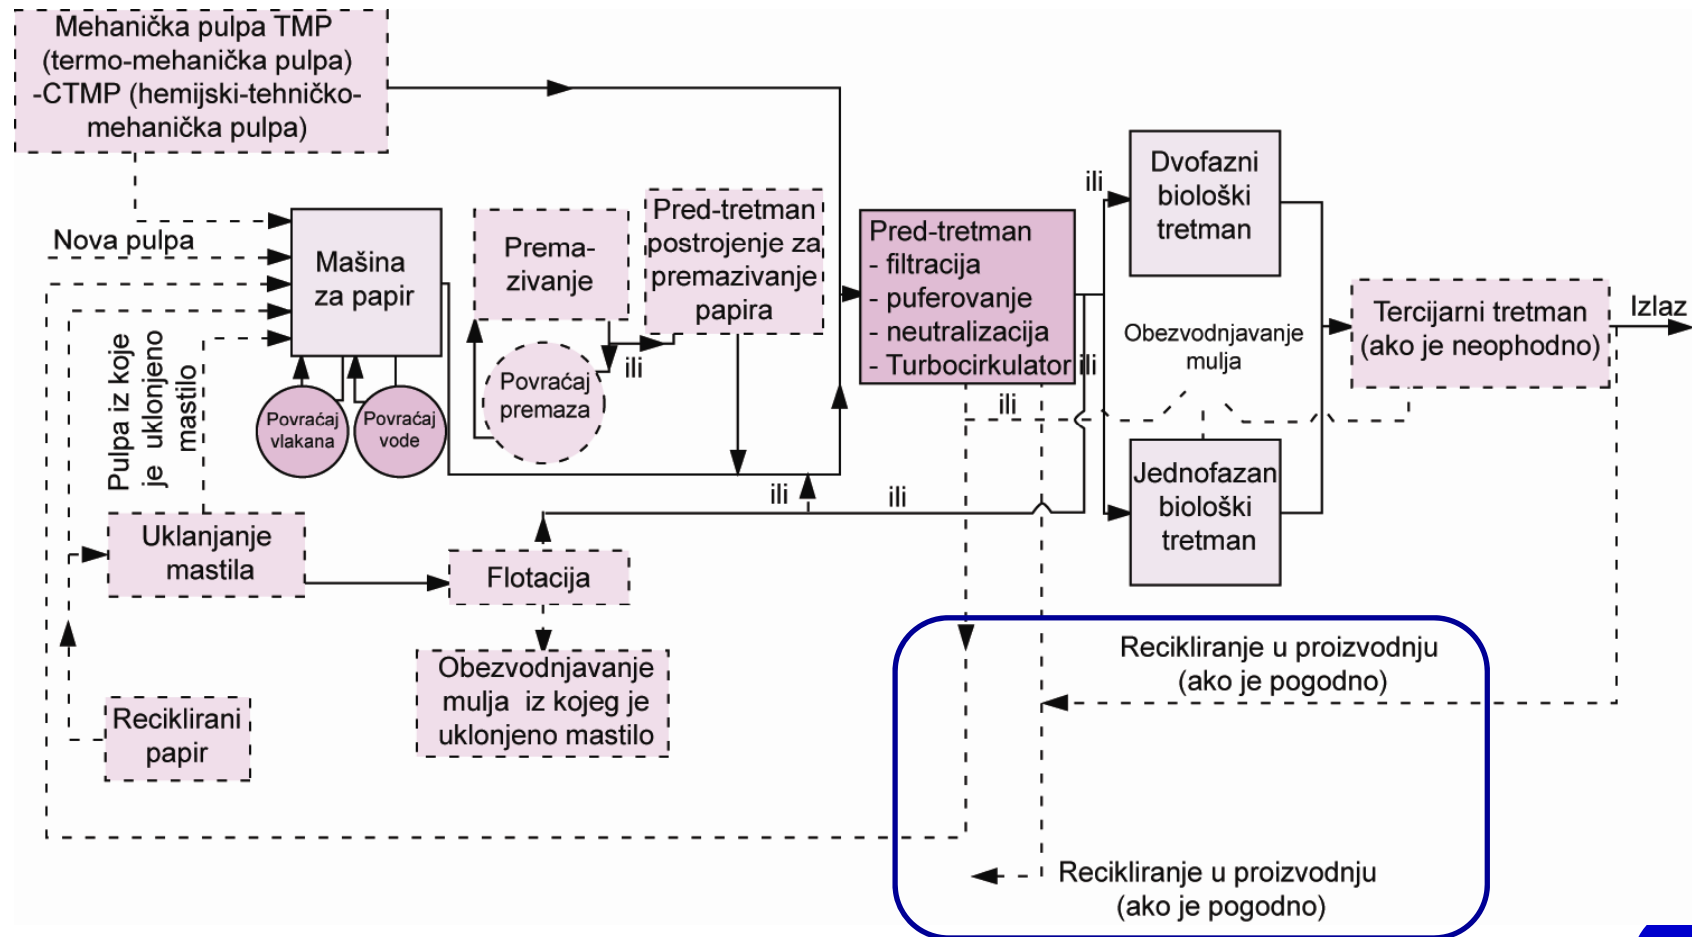 Mehanička pulpa TMP
(termo-mehanička pulpa)
-CTMP (hemijski-tehničko-
mehanička pulpa)
Nova pulpa
Mašina
za papir
Povraćaj
vlakana
Povraćaj
vode
Prema-
zivanje
Povraćaj
premaza
ili
Pred-tretman
postrojenje za
premazivanje
papira
Pred-tretman
- filtracija
- puferovanje
- neutralizacija
- Turbocirkulator
ili
ili
ili
Dvofazni
biološki
tretman
Obezvodnjavanje
mulja
Jednofazan
biološki
tretman
Tercijarni tretman
(ako je neophodno)
Izlaz
Pulpa iz koje
je uklonjeno
mastilo
Uklanjanje
mastila
Flotacija
ili
ili
Obezvodnjavanje
mulja iz kojeg je
uklonjeno mastilo
Reciklirani
papir
Recikliranje u proizvodnju
(ako je pogodno)
Recikliranje u proizvodnju
(ako je pogodno)